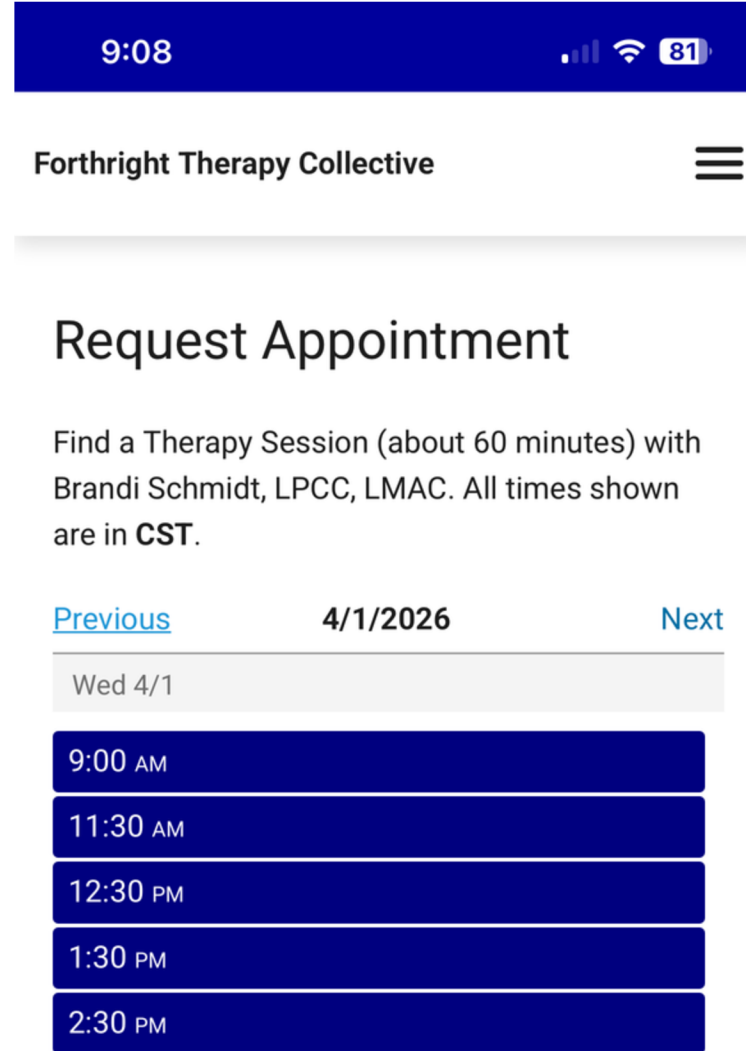 9:08
81
Forthright Therapy Collective
Request Appointment
Find a Therapy Session (about 60 minutes) with
Brandi Schmidt, LPCC, LMAC. All times shown
are in CST.
Previous 4/1/2026 Next
Wed 4/1
9:00 AM
11:30 AM
12:30 PM
1:30 PM
2:30 PM